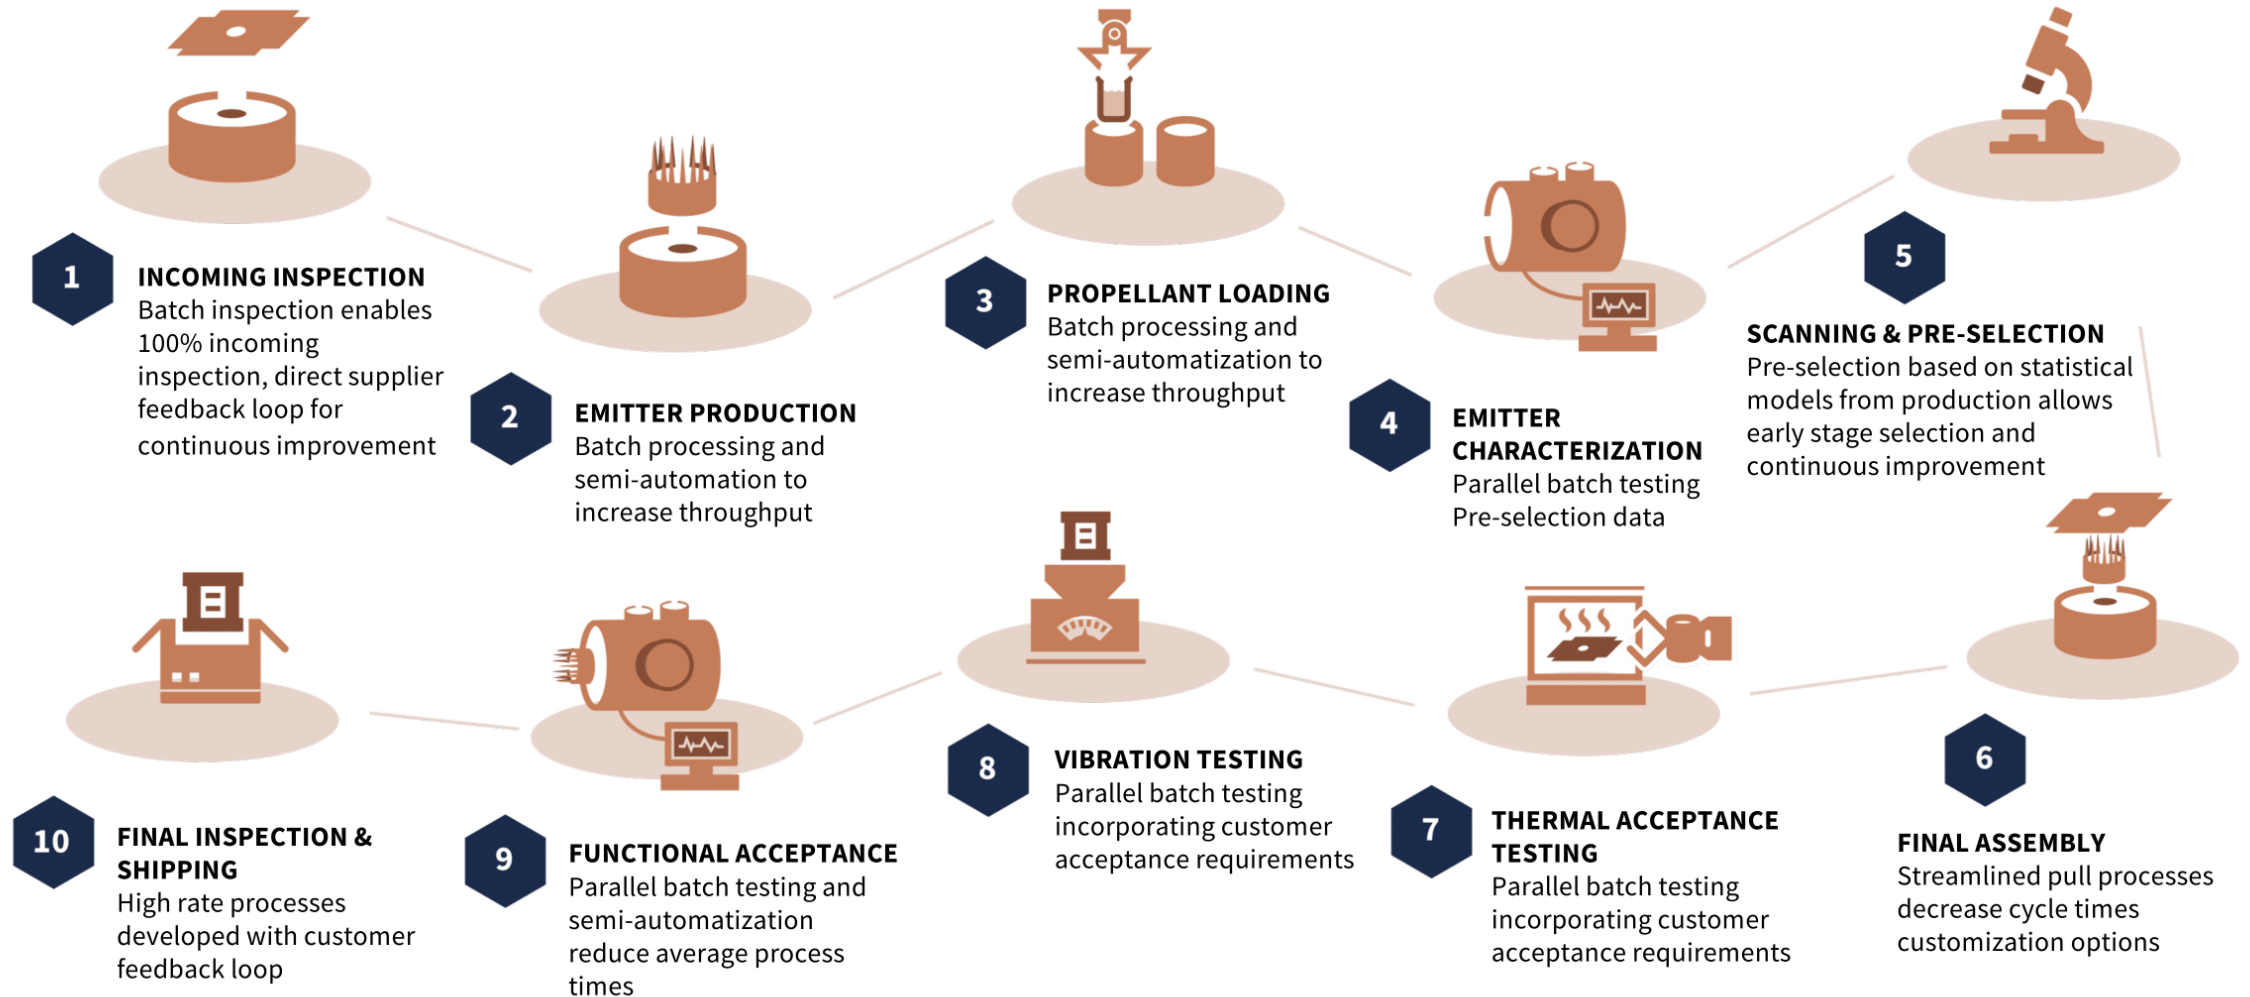 1
INCOMING INSPECTION
Batch inspection enables
100% incoming
inspection, direct supplier
feedback loop for
continuous improvement
2
EMITTER PRODUCTION
Batch processing and
semi-automation to
increase throughput
3
PROPELLANT LOADING
Batch processing and
semi-automatization to
increase throughput
4
EMITTER
CHARACTERIZATION
Parallel batch testing
Pre-selection data
5
SCANNING & PRE-SELECTION
Pre-selection based on statistical
models from production allows
early stage selection and
continuous improvement
6
FINAL ASSEMBLY
Streamlined pull processes
decrease cycle times
customization options
7
THERMAL ACCEPTANCE
TESTING
Parallel batch testing
incorporating customer
acceptance requirements
8
VIBRATION TESTING
Parallel batch testing
incorporating customer
acceptance requirements
9
FUNCTIONAL ACCEPTANCE
Parallel batch testing and
semi-automatization
reduce average process
times
10
FINAL INSPECTION &
SHIPPING
High rate processes
developed with customer
feedback loop